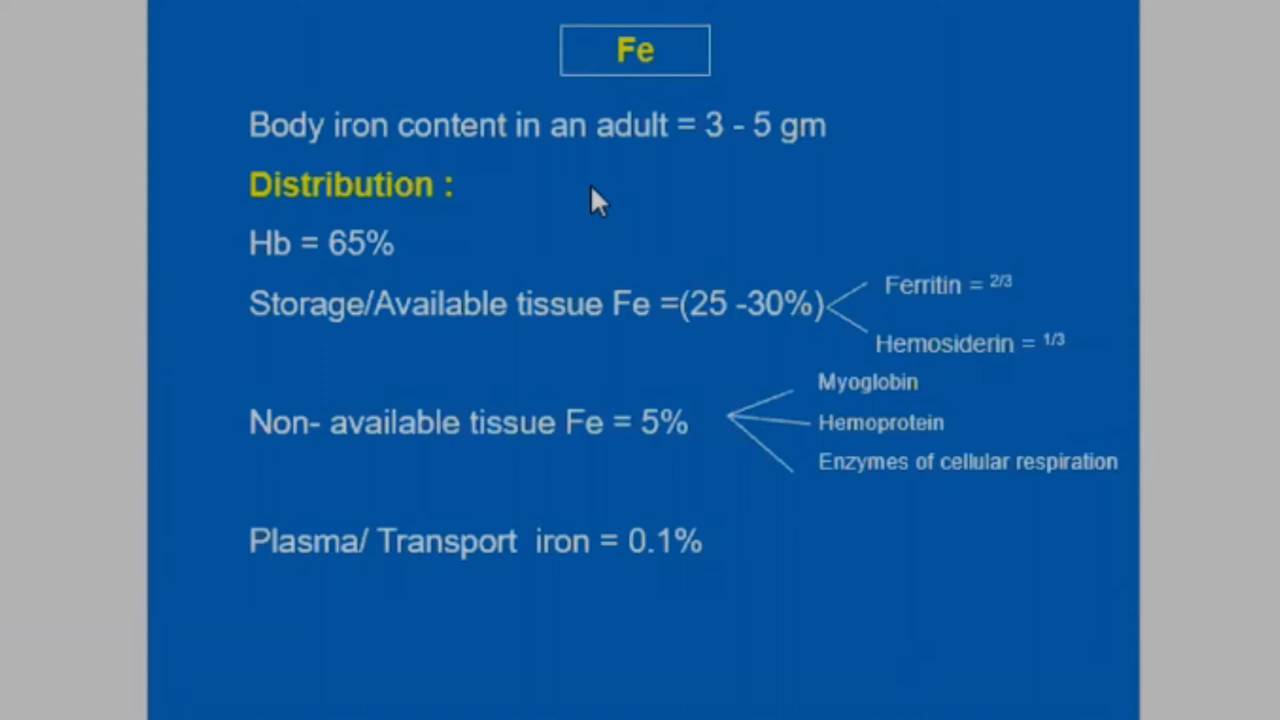 Fe
Body iron content in an adult = 3 - 5 gm
Distribution :
Hb = 65%
Storage/Available tissue Fe =(25 -30%)
Ferritin = 2/3
Hemosiderin = 1/3
Non- available tissue Fe = 5%
Myoglobin
Hemoprotein
Enzymes of cellular respiration
Plasma/ Transport iron = 0.1%